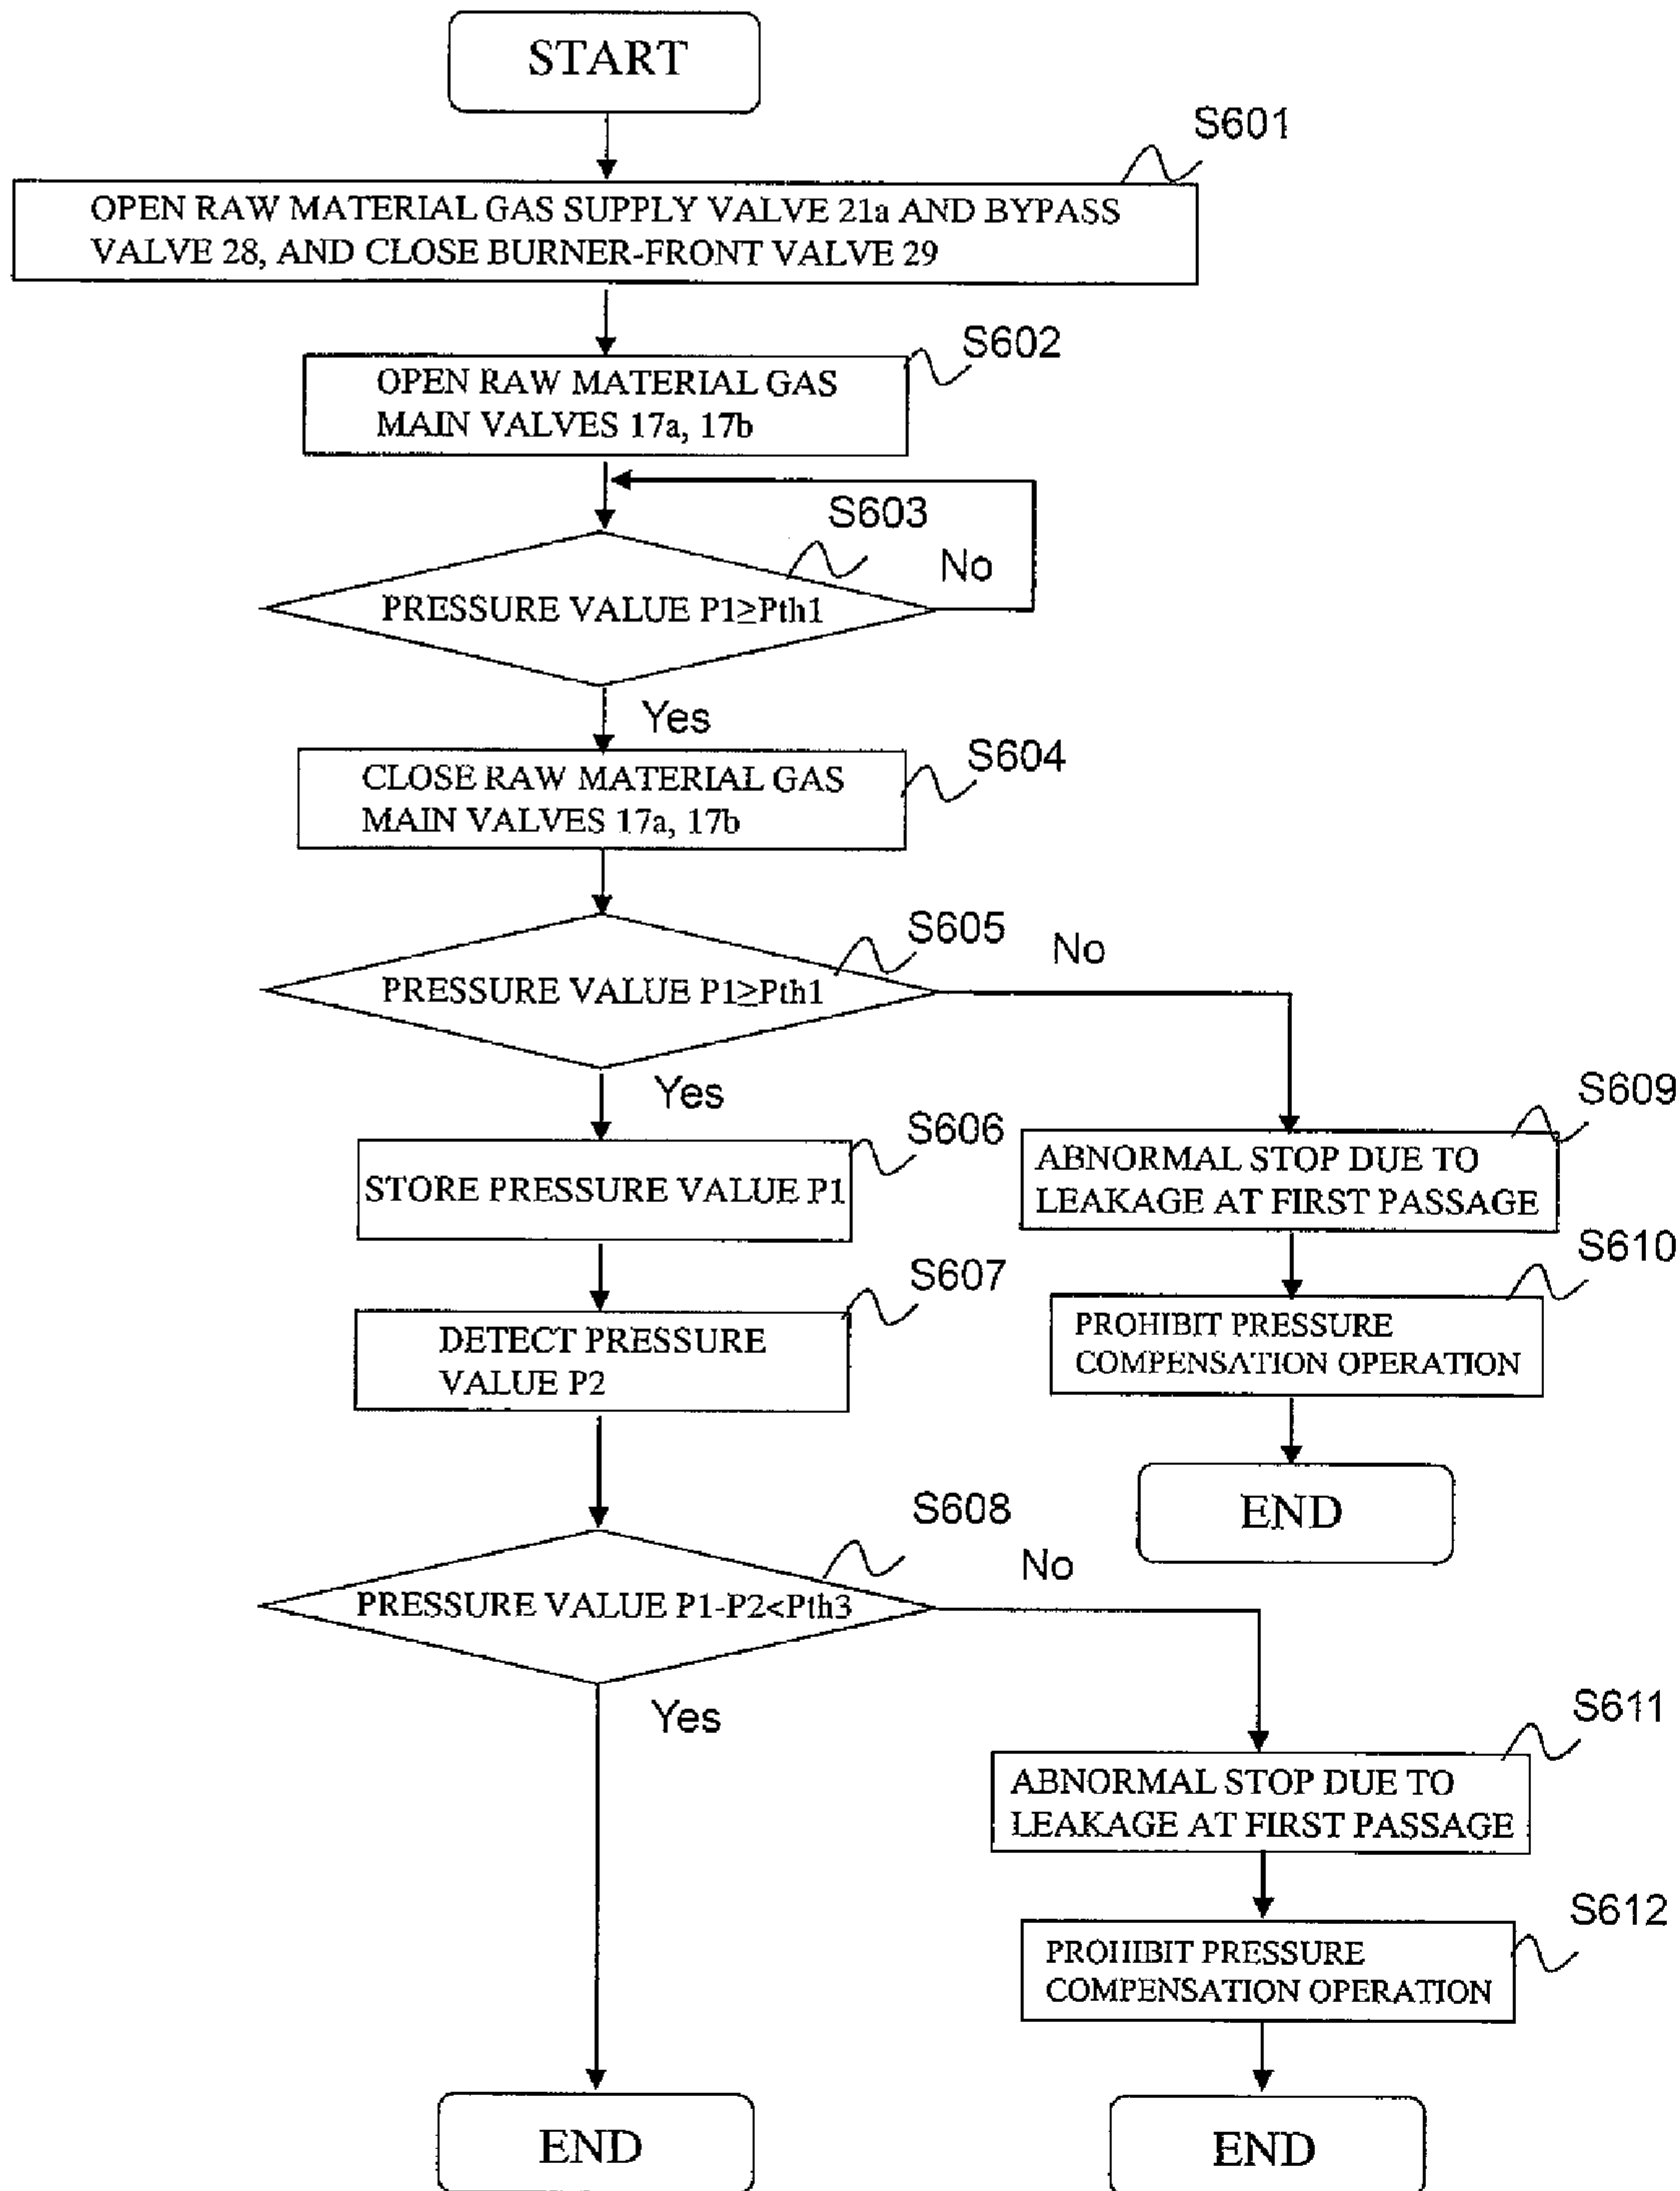 START
S601
OPEN RAW MATERIAL GAS SUPPLY VALVE 21a AND BYPASS
VALVE 28, AND CLOSE BURNER-FRONT VALVE 29
S602
OPEN RAW MATERIAL GAS
MAIN VALVES 17a, 17b
S603
No
PRESSURE VALUE P1≥Pth1
Yes
S604
CLOSE RAW MATERIAL GAS
MAIN VALVES 17a, 17b
S605
No
PRESSURE VALUE P1≥Pth1
Yes
S606
STORE PRESSURE VALUE P1
S609
ABNORMAL STOP DUE TO
LEAKAGE AT FIRST PASSAGE
S607
DETECT PRESSURE
VALUE P2
S610
PROHIBIT PRESSURE
COMPENSATION OPERATION
END
S608
No
PRESSURE VALUE P1-P2<Pth3
Yes
S611
ABNORMAL STOP DUE TO
LEAKAGE AT FIRST PASSAGE
S612
PROHIBIT PRESSURE
COMPENSATION OPERATION
END
END